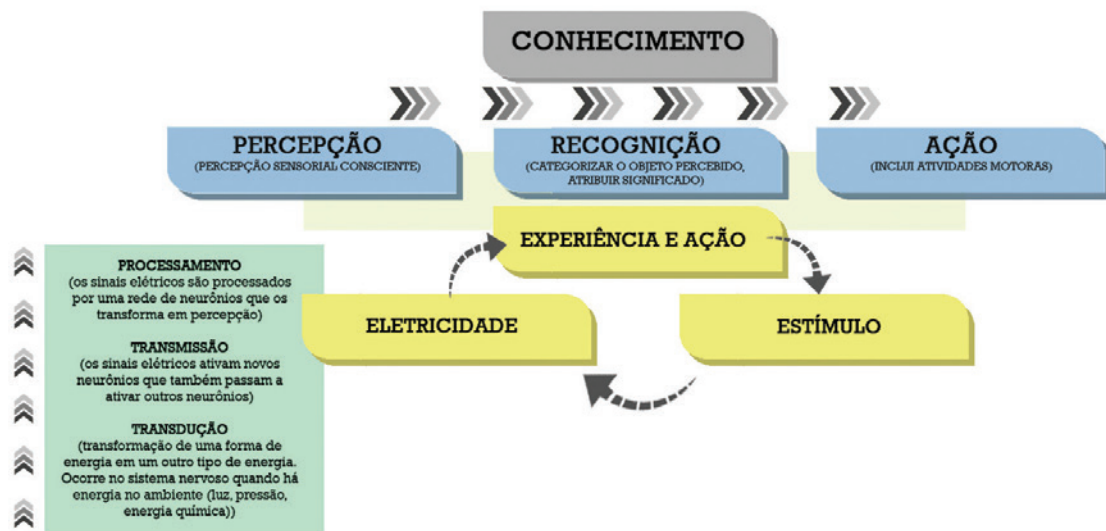 CONHECIMENTO
PERCEPÇÃO
(PERCEPÇÃO SENSORIAL CONSCIENTE)
RECOGNIÇÃO
(CATEGORIZAR O OBJETO PERCEBIDO,
ATRIBUIR SIGNIFICADO)
AÇÃO
(INCLUI ATIVIDADES MOTORAS)
EXPERIÊNCIA E AÇÃO
ELETRICIDADE
ESTÍMULO
PROCESSAMENTO
(os sinais elétricos são processados
por uma rede de neurônios que os
transforma em percepção)
TRANSMISSÃO
(os sinais elétricos ativam novos
neurônios que também passam a
ativar outros neurônios)
TRANSDUÇÃO
(transformação de uma forma de
energia em um outro tipo de energia.
Ocorre no sistema nervoso quando há
energia no ambiente (luz, pressão,
energia química))